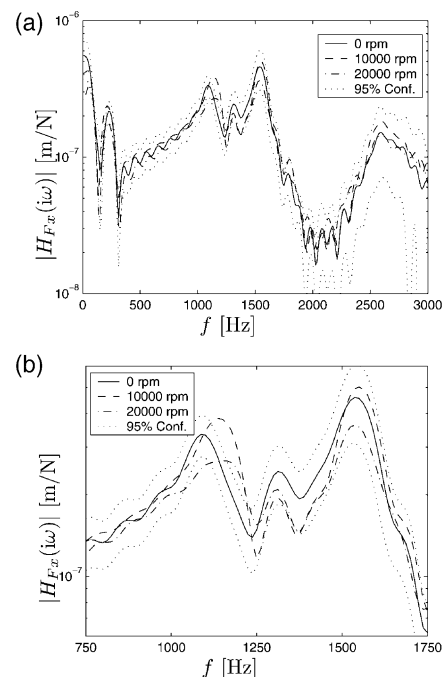 (a)
10^-6
10^-7
10^-8
|H_Fx(iω)| [m/N]
0 rpm
10000 rpm
20000 rpm
95% Conf.
0 500 1000 1500 2000 2500 3000
f [Hz]
(b)
10^-7
|H_Fx(iω)| [m/N]
0 rpm
10000 rpm
20000 rpm
95% Conf.
750 1000 1250 1500 1750
f [Hz]